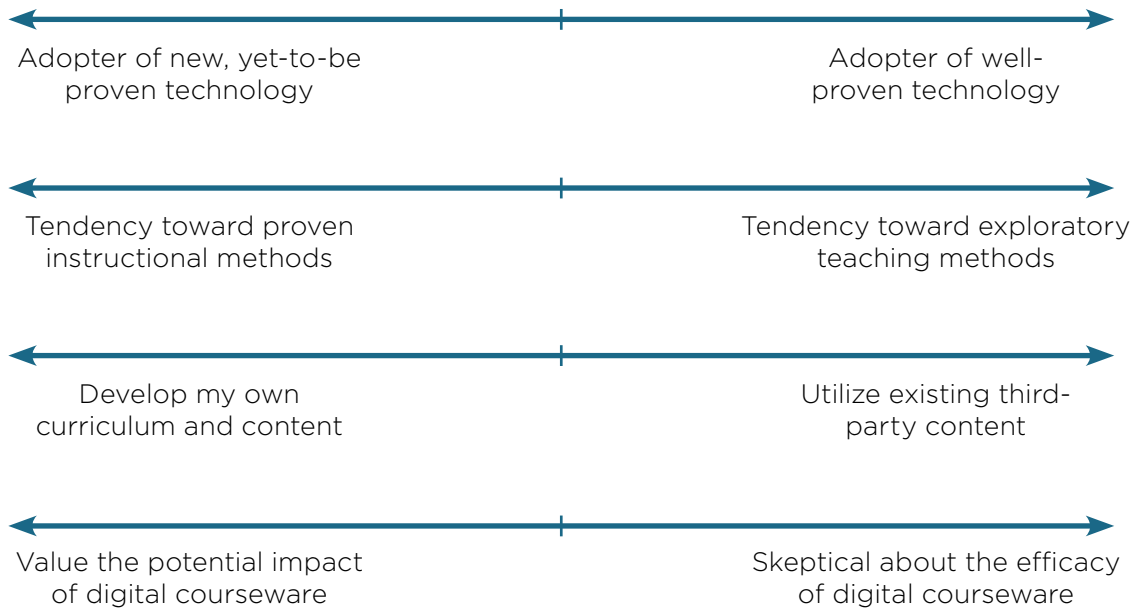 Adopter of new, yet-to-be
proven technology
Adopter of well-
proven technology
Tendency toward proven
instructional methods
Tendency toward exploratory
teaching methods
Develop my own
curriculum and content
Utilize existing third-
party content
Value the potential impact
of digital courseware
Skeptical about the efficacy
of digital courseware